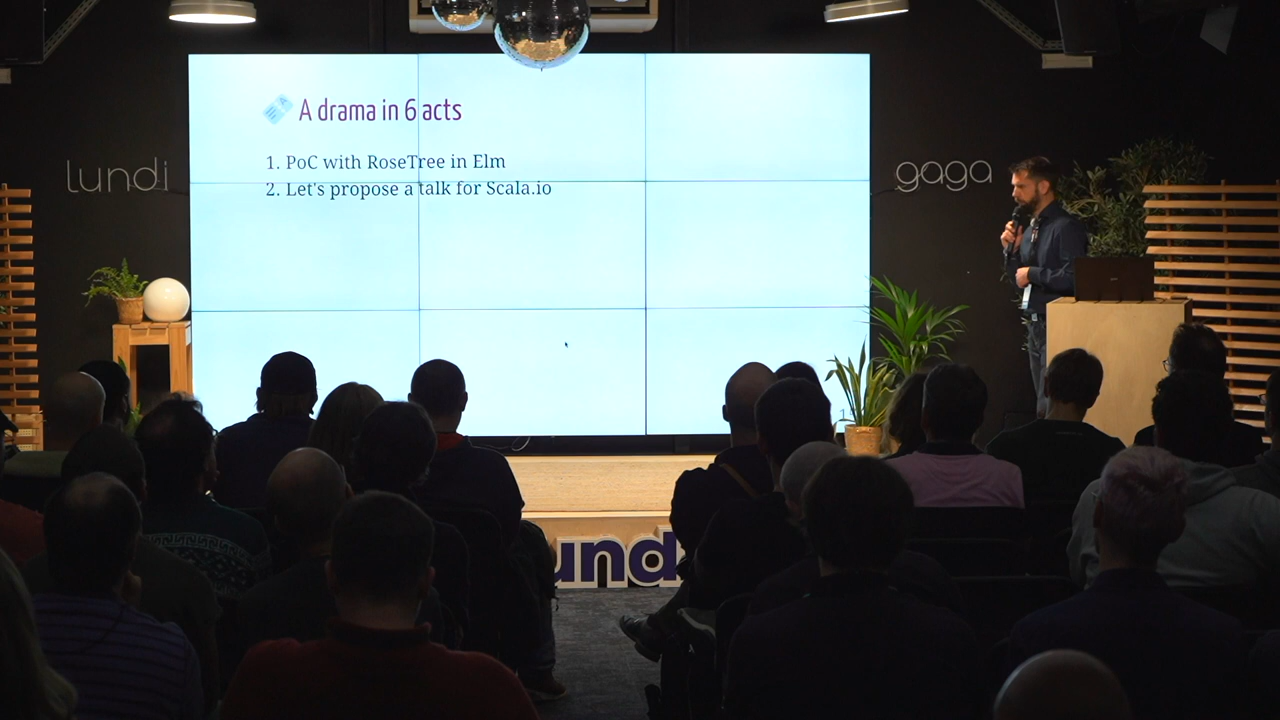 A drama in 6 acts
1. PoC with RoseTree in Elm
2. Let's propose a talk for Scala.io
lundi
gaga
und